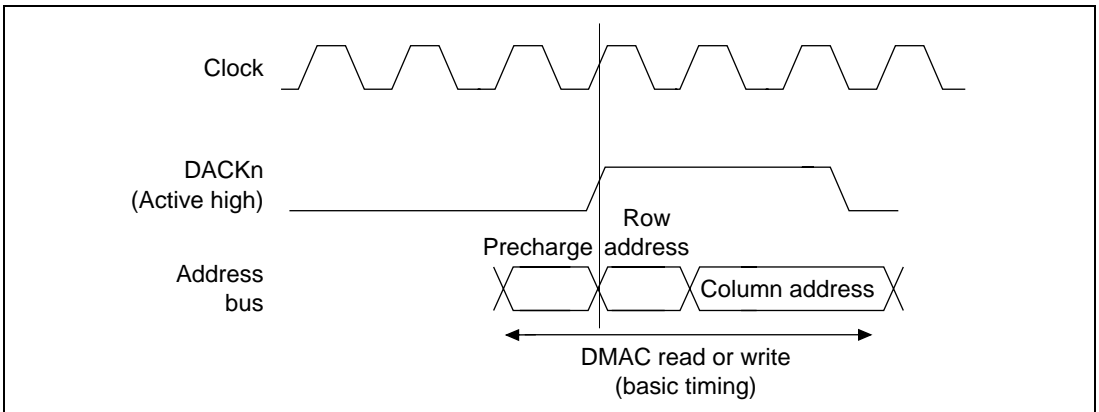 Clock
DACKn
(Active high)
Row
Precharge address
Address
bus
Column address
DMAC read or write
(basic timing)